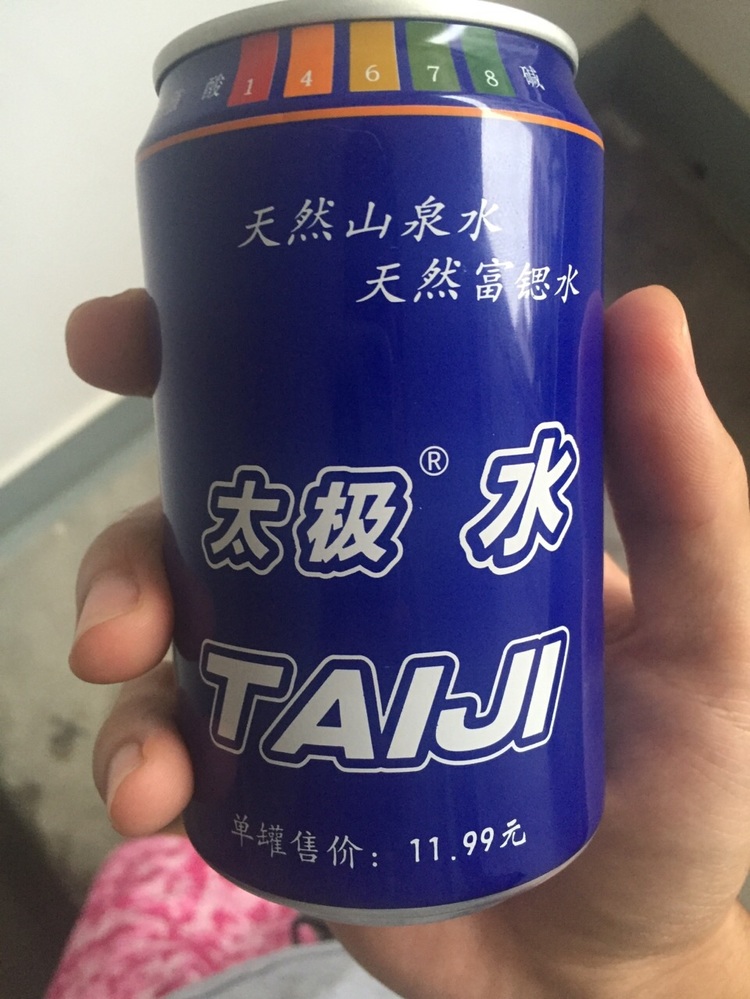 酸 1 4 6 7 8 碱
天然山泉水
天然富锶水
太极® 水
TAIJI
单罐售价：11.99元